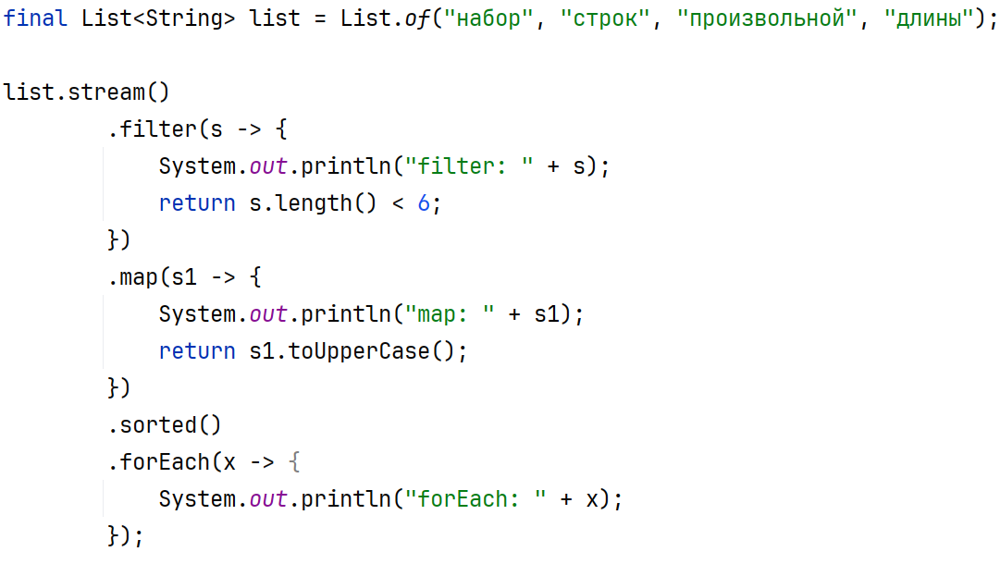 final List<String> list = List.of("набор", "строк", "произвольной", "длины");
list.stream()
.filter(s -> {
System.out.println("filter: " + s);
return s.length() < 6;
})
.map(s1 -> {
System.out.println("map: " + s1);
return s1.toUpperCase();
})
.sorted()
.forEach(x -> {
System.out.println("forEach: " + x);
});